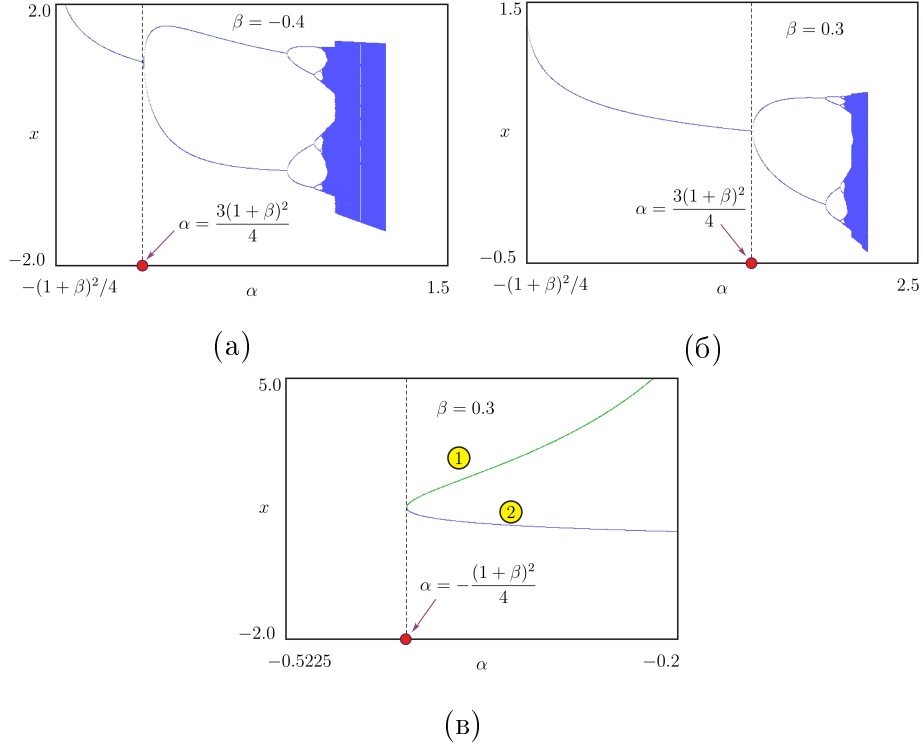 2.0
β = −0.4
x
α = 3(1 + β)²/4
−2.0
−(1 + β)²/4
α
1.5
(а)
1.5
β = 0.3
x
α = 3(1 + β)²/4
−0.5
−(1 + β)²/4
α
2.5
(б)
5.0
β = 0.3
1
x
2
α = −(1 + β)²/4
−2.0
−0.5225
α
−0.2
(в)